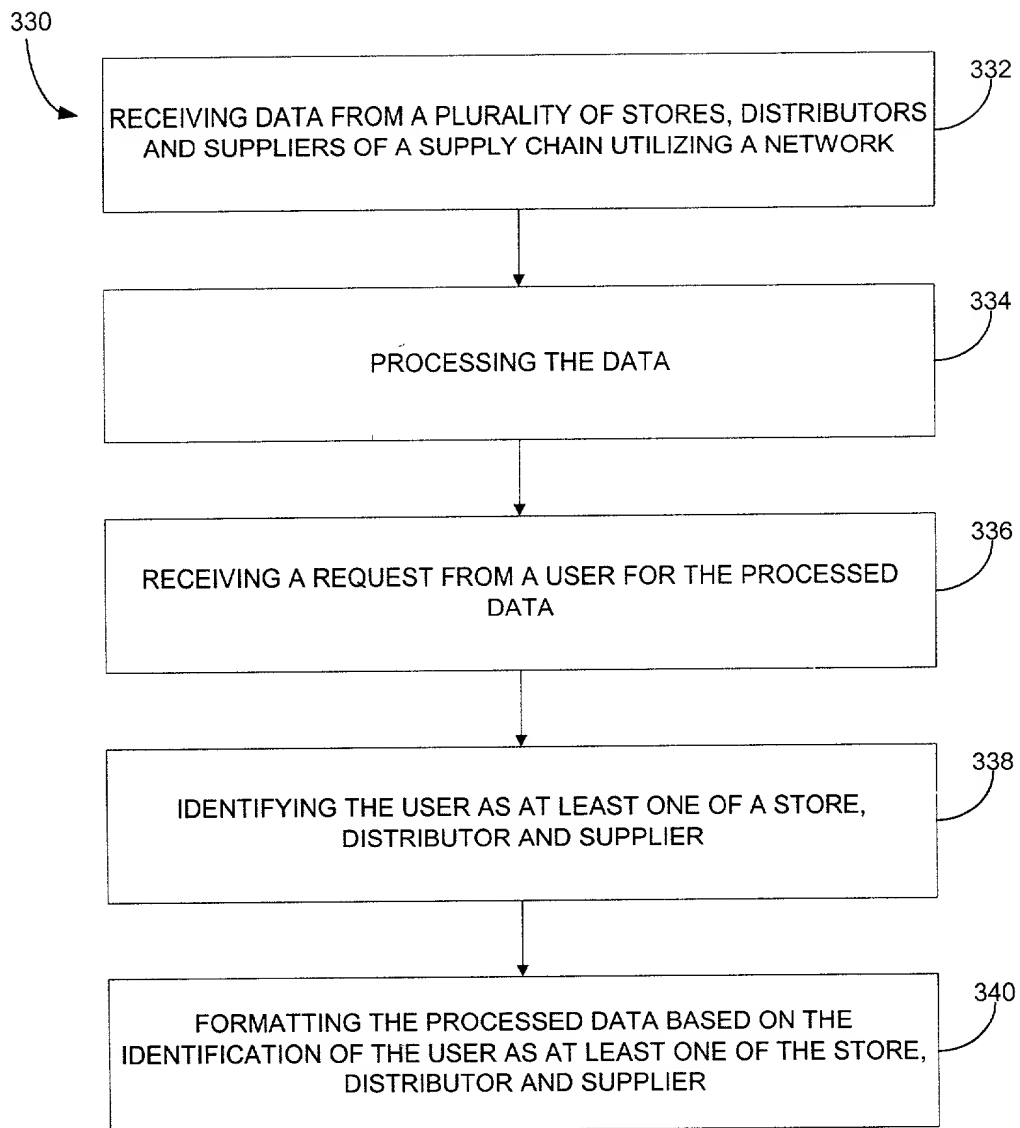 330
332
RECEIVING DATA FROM A PLURALITY OF STORES, DISTRIBUTORS
AND SUPPLIERS OF A SUPPLY CHAIN UTILIZING A NETWORK
334
PROCESSING THE DATA
336
RECEIVING A REQUEST FROM A USER FOR THE PROCESSED
DATA
338
IDENTIFYING THE USER AS AT LEAST ONE OF A STORE,
DISTRIBUTOR AND SUPPLIER
340
FORMATTING THE PROCESSED DATA BASED ON THE
IDENTIFICATION OF THE USER AS AT LEAST ONE OF THE STORE,
DISTRIBUTOR AND SUPPLIER